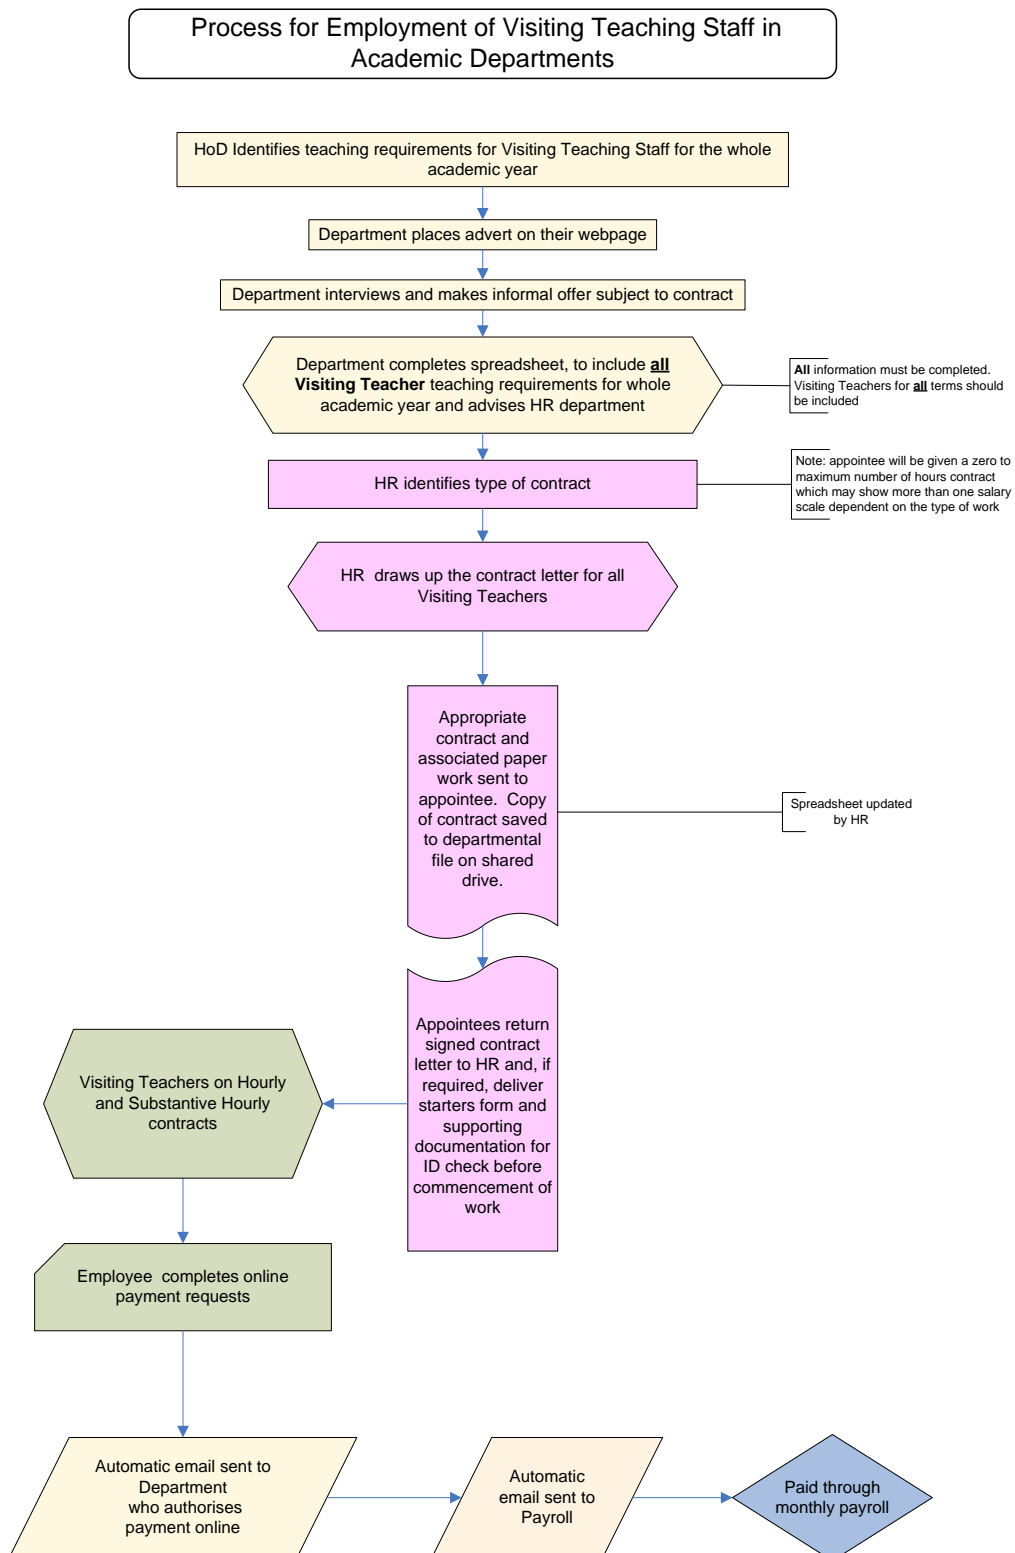 Process for Employment of Visiting Teaching Staff in
Academic Departments
HoD Identifies teaching requirements for Visiting Teaching Staff for the whole
academic year
Department places advert on their webpage
Department interviews and makes informal offer subject to contract
Department completes spreadsheet, to include all
Visiting Teacher teaching requirements for whole
academic year and advises HR department
All information must be completed.
Visiting Teachers for all terms should
be included
HR identifies type of contract
Note: appointee will be given a zero to
maximum number of hours contract
which may show more than one salary
scale dependent on the type of work
HR draws up the contract letter for all
Visiting Teachers
Appropriate
contract and
associated paper
work sent to
appointee. Copy
of contract saved
to departmental
file on shared
drive.
Spreadsheet updated
by HR
Appointees return
signed contract
letter to HR and, if
required, deliver
starters form and
supporting
documentation for
ID check before
commencement of
work
Visiting Teachers on Hourly
and Substantive Hourly
contracts
Employee completes online
payment requests
Automatic email sent to
Department
who authorises
payment online
Automatic
email sent to
Payroll
Paid through
monthly payroll